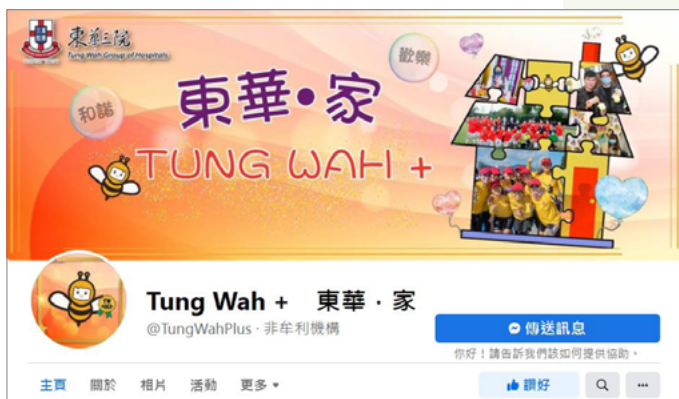 東華三院
Tung Wah Group of Hospitals
歡樂
和諧
東華•家
TUNG WAH +
Tung Wah + 東華．家
@TungWahPlus · 非牟利機構
傳送訊息
你好！請告訴我們該如何提供協助。
主頁 關於 相片 活動 更多
讚好